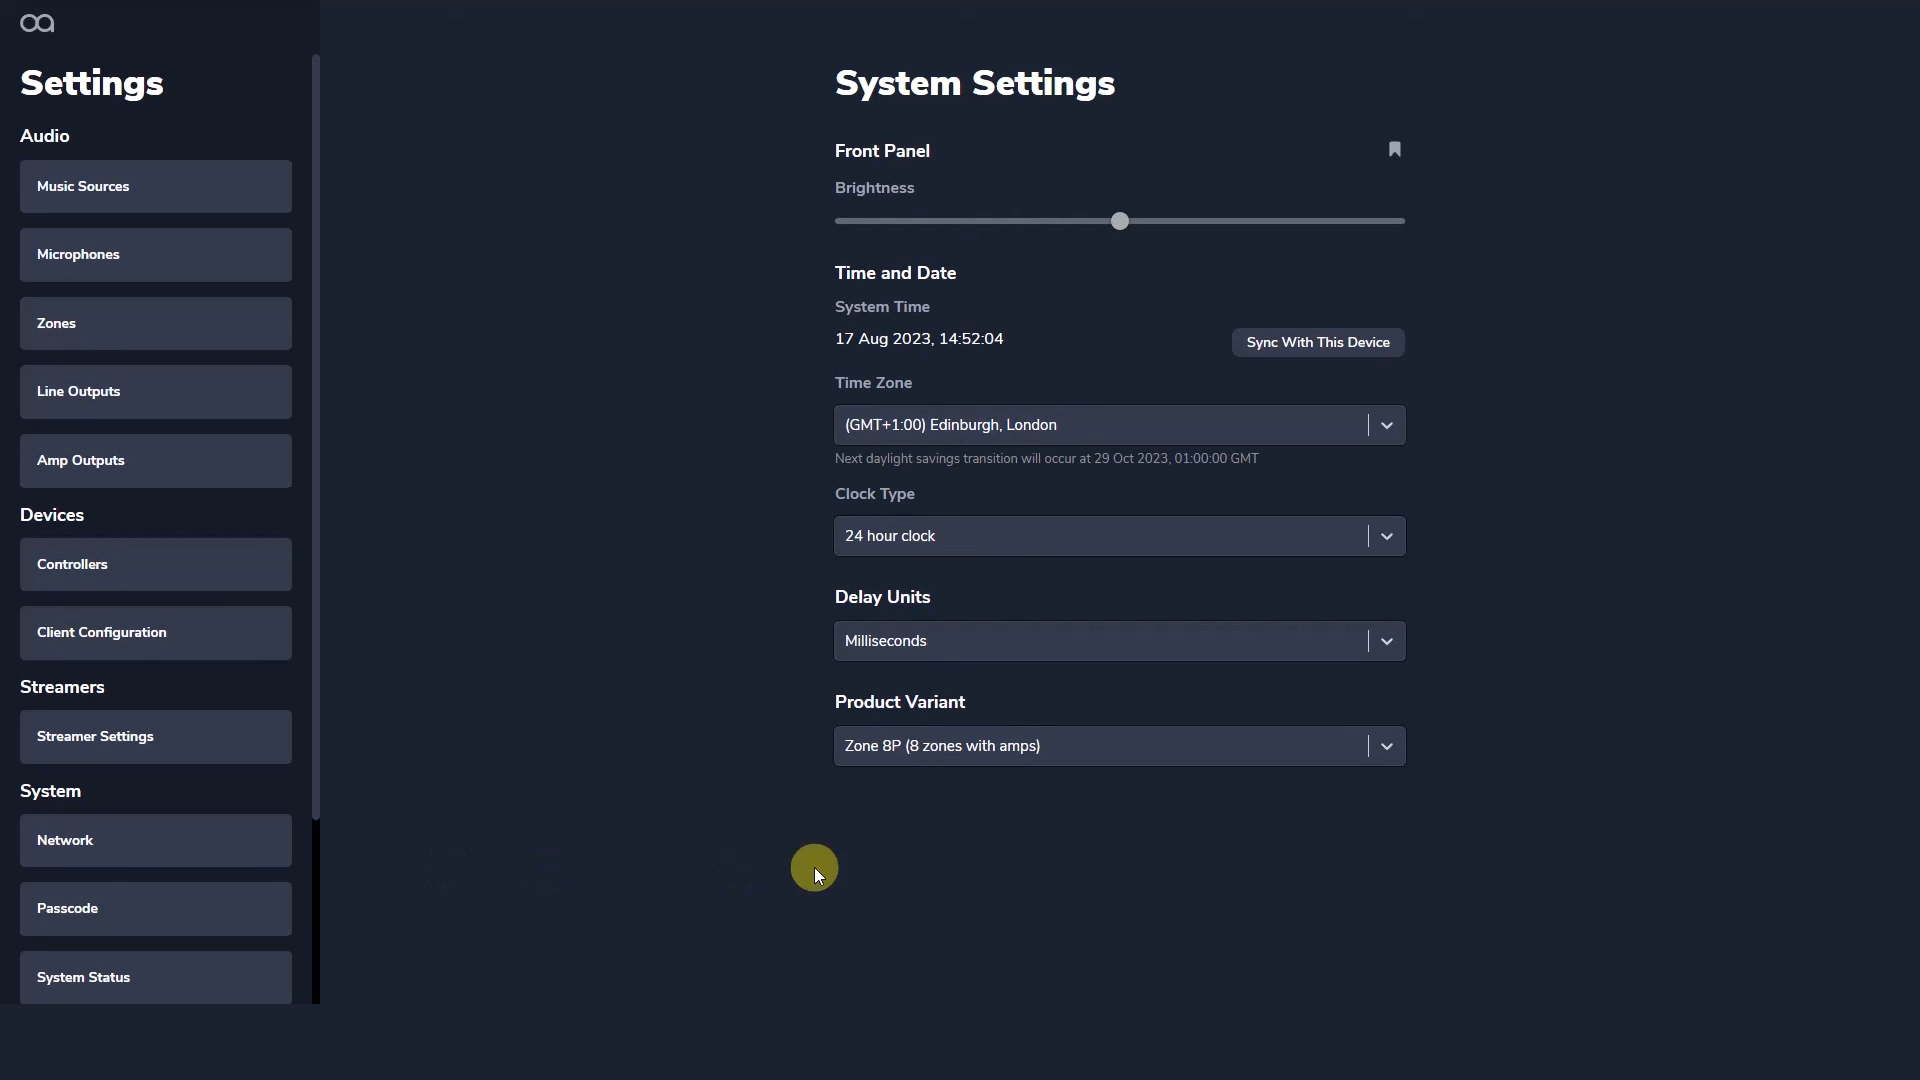 Settings
Audio
Music Sources
Microphones
Zones
Line Outputs
Amp Outputs
Devices
Controllers
Client Configuration
Streamers
Streamer Settings
System
Network
Passcode
System Status
System Settings
Front Panel
Brightness
Time and Date
System Time
17 Aug 2023, 14:52:04
Sync With This Device
Time Zone
(GMT+1:00) Edinburgh, London
Next daylight savings transition will occur at 29 Oct 2023, 01:00:00 GMT
Clock Type
24 hour clock
Delay Units
Milliseconds
Product Variant
Zone 8P (8 zones with amps)